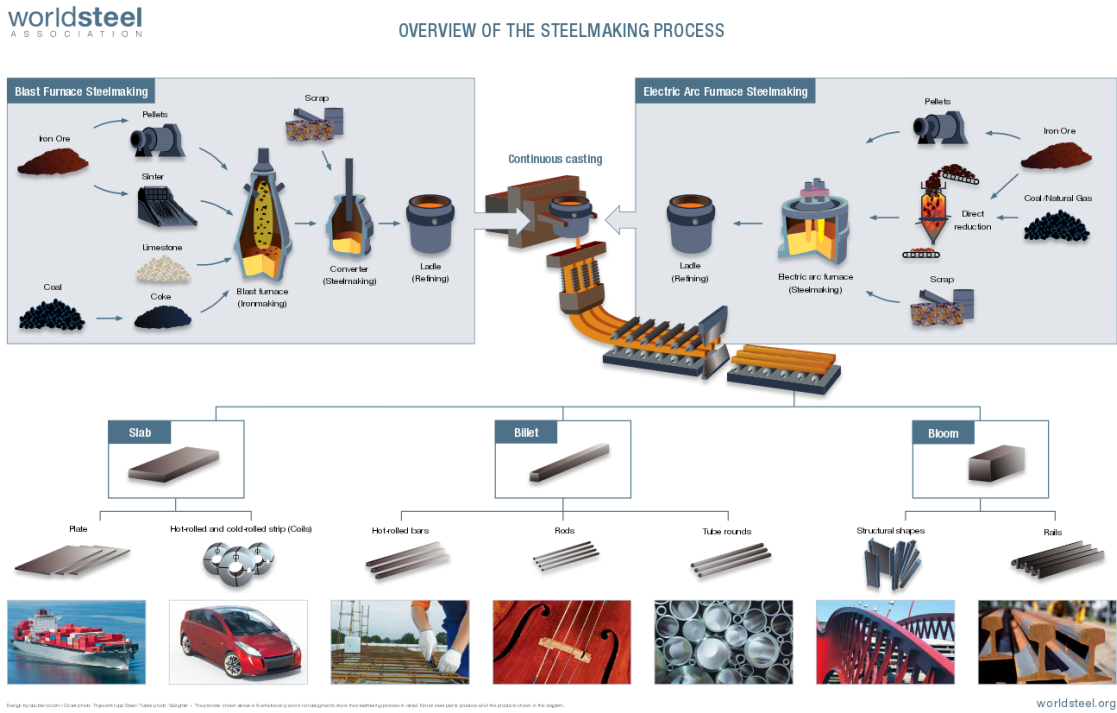 worldsteel
ASSOCIATION
OVERVIEW OF THE STEELMAKING PROCESS
Blast Furnace Steelmaking
Iron Ore
Pellets
Sinter
Limestone
Coal
Coke
Scrap
Blast furnace
(Ironmaking)
Converter
(Steelmaking)
Ladle
(Refining)
Continuous casting
Electric Arc Furnace Steelmaking
Pellets
Iron Ore
Coal /Natural Gas
Direct
reduction
Scrap
Electric arc furnace
(Steelmaking)
Ladle
(Refining)
Slab
Billet
Bloom
Plate
Hot-rolled and cold-rolled strip (Coils)
Hot-rolled bars
Rods
Tube rounds
Structural shapes
Rails
worldsteel.org